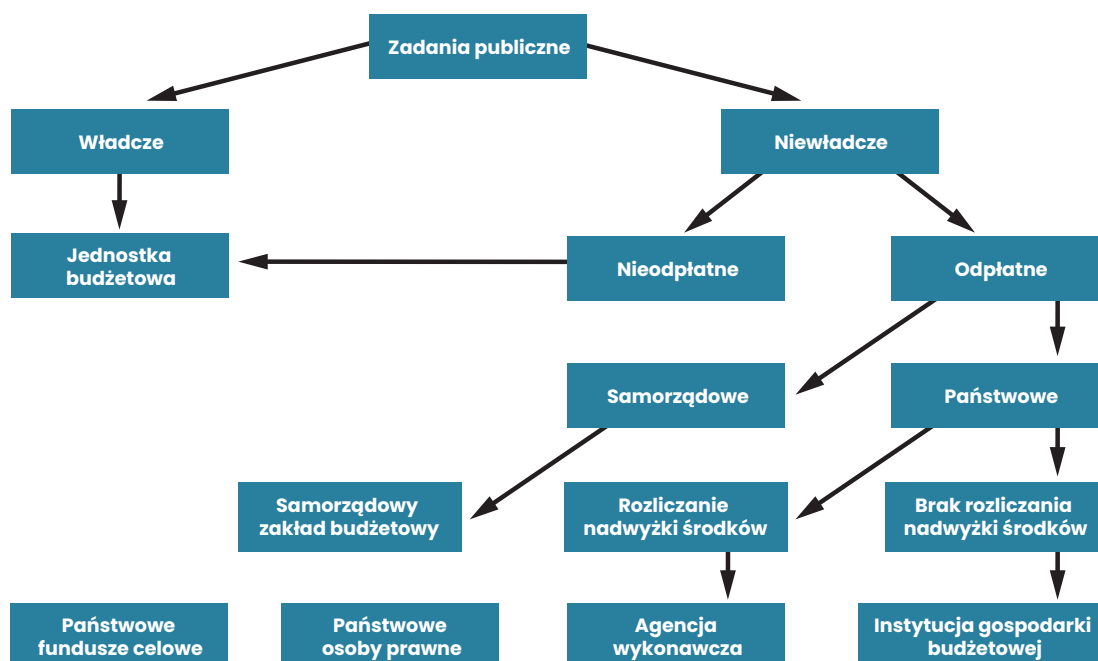 Zadania publiczne
Władcze
Niewładcze
Jednostka
budżetowa
Nieodpłatne
Odpłatne
Samorządowe
Państwowe
Samorządowy
zakład budżetowy
Rozliczanie
nadwyżki środków
Brak rozliczania
nadwyżki środków
Państwowe
fundusze celowe
Państwowe
osoby prawne
Agencja
wykonawcza
Instytucja gospodarki
budżetowej